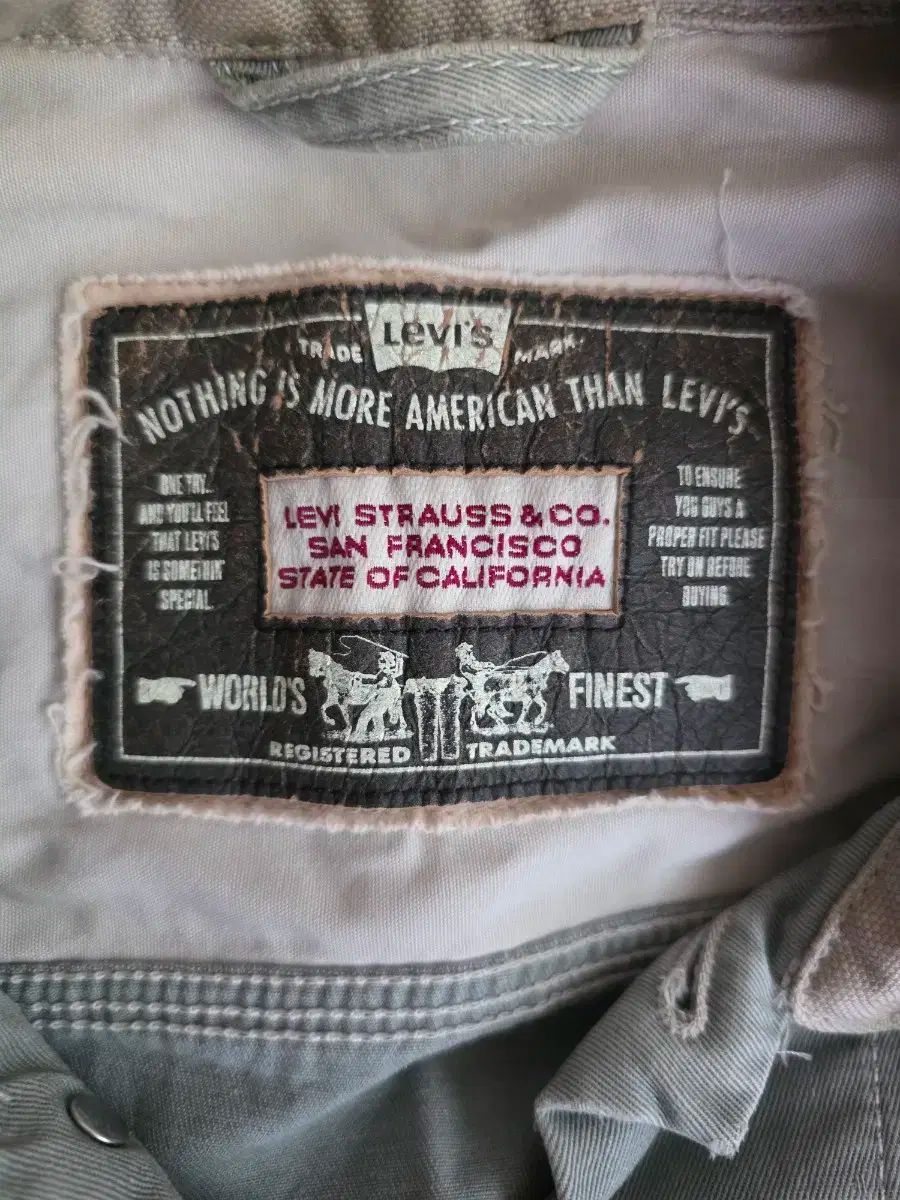 TRADE LEVI'S MARK
NOTHING IS MORE AMERICAN THAN LEVI'S™
ONE TRY...
AND YOU'LL FEEL
THAT LEVI'S
IS SOMETHIN'
SPECIAL.
LEVI STRAUSS & CO.
SAN FRANCISCO
STATE OF CALIFORNIA
TO ENSURE
YOU GUYS A
PROPER FIT PLEASE
TRY ON BEFORE
BUYING
WORLD'S FINEST
REGISTERED TRADEMARK